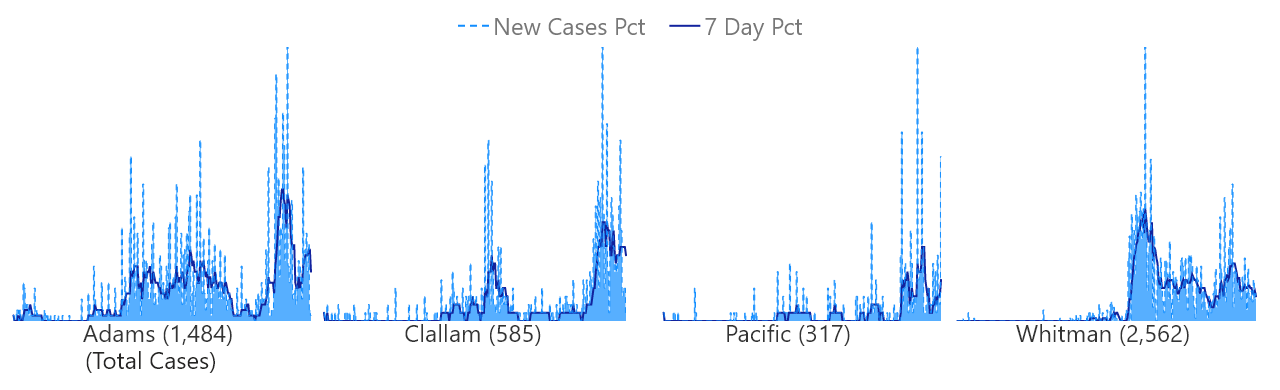 New Cases Pct 7 Day Pct
Adams (1,484) Clallam (585) Pacific (317) Whitman (2,562)
(Total Cases)